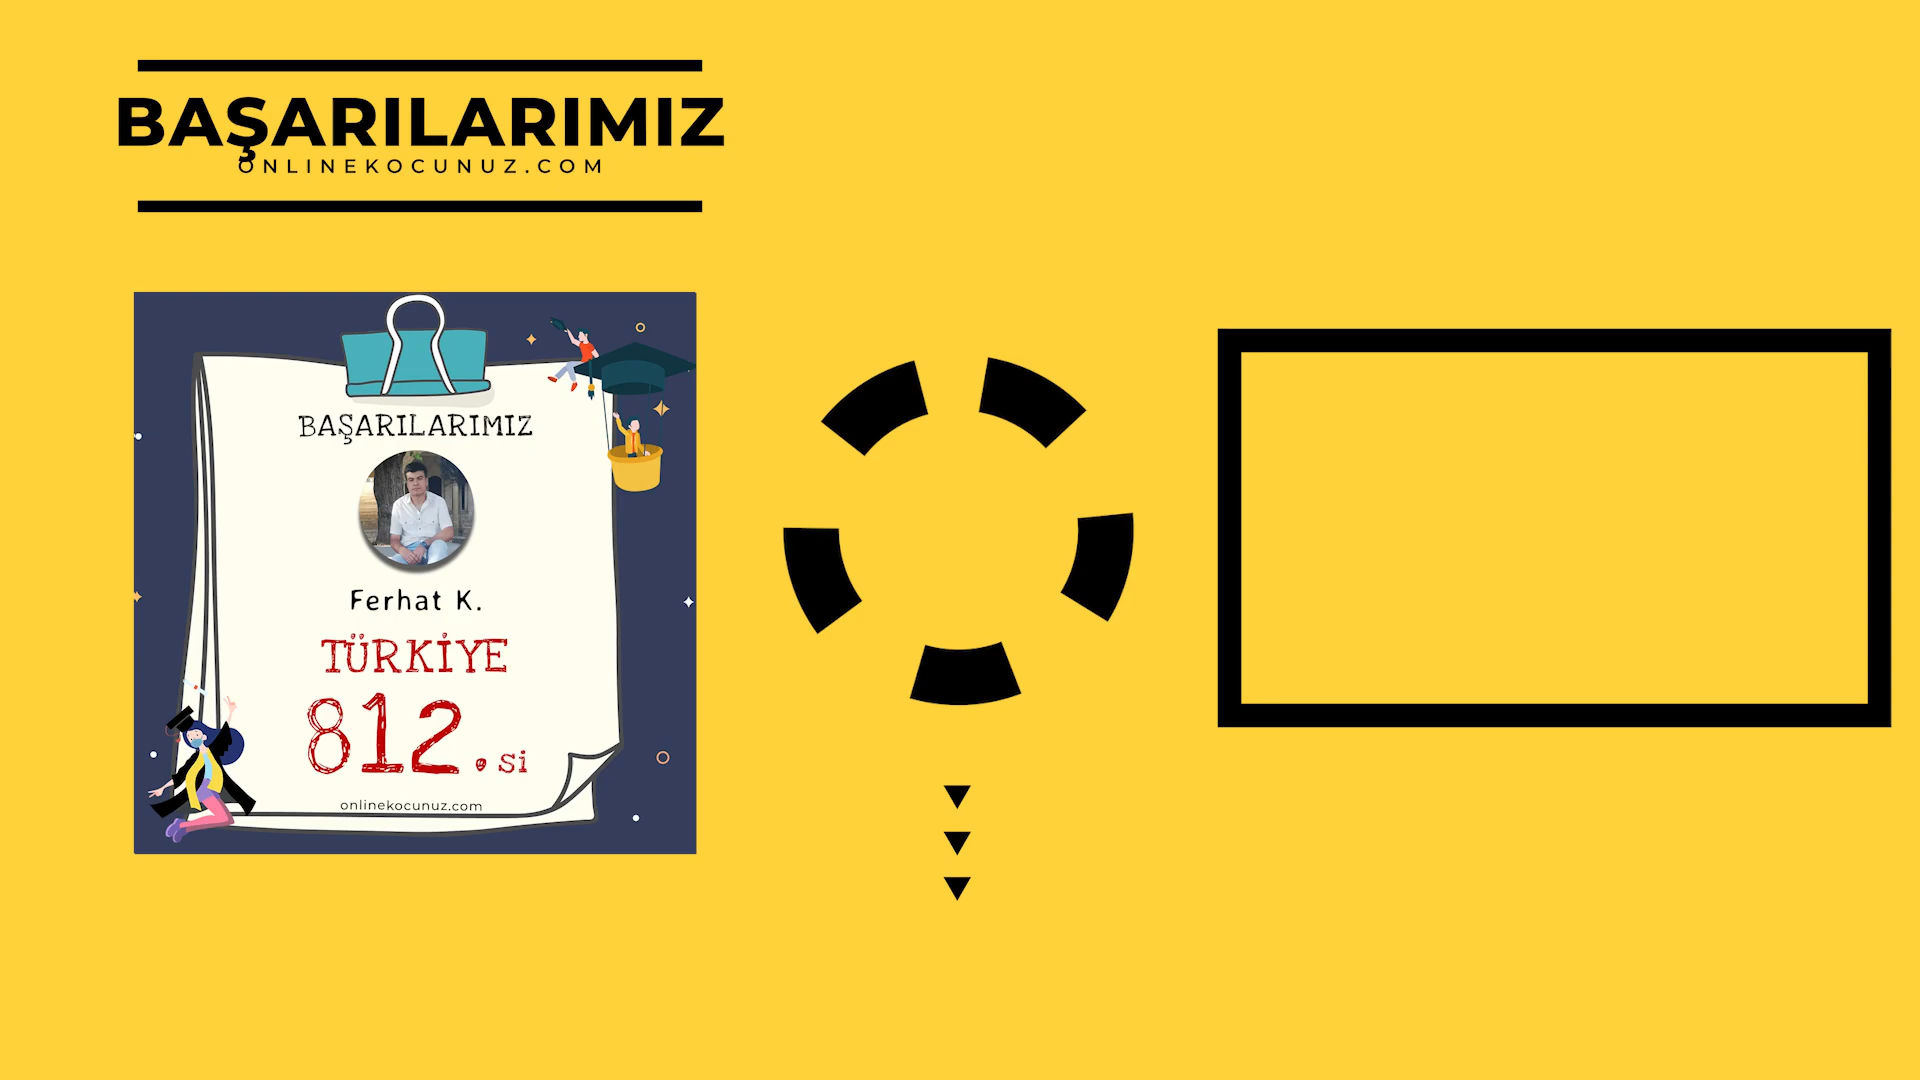 BAŞARILARIMIZ
ONLINEKOCUNUZ.COM
BAŞARILARIMIZ
Ferhat K.
TÜRKİYE
812.si
onlinekocunuz.com